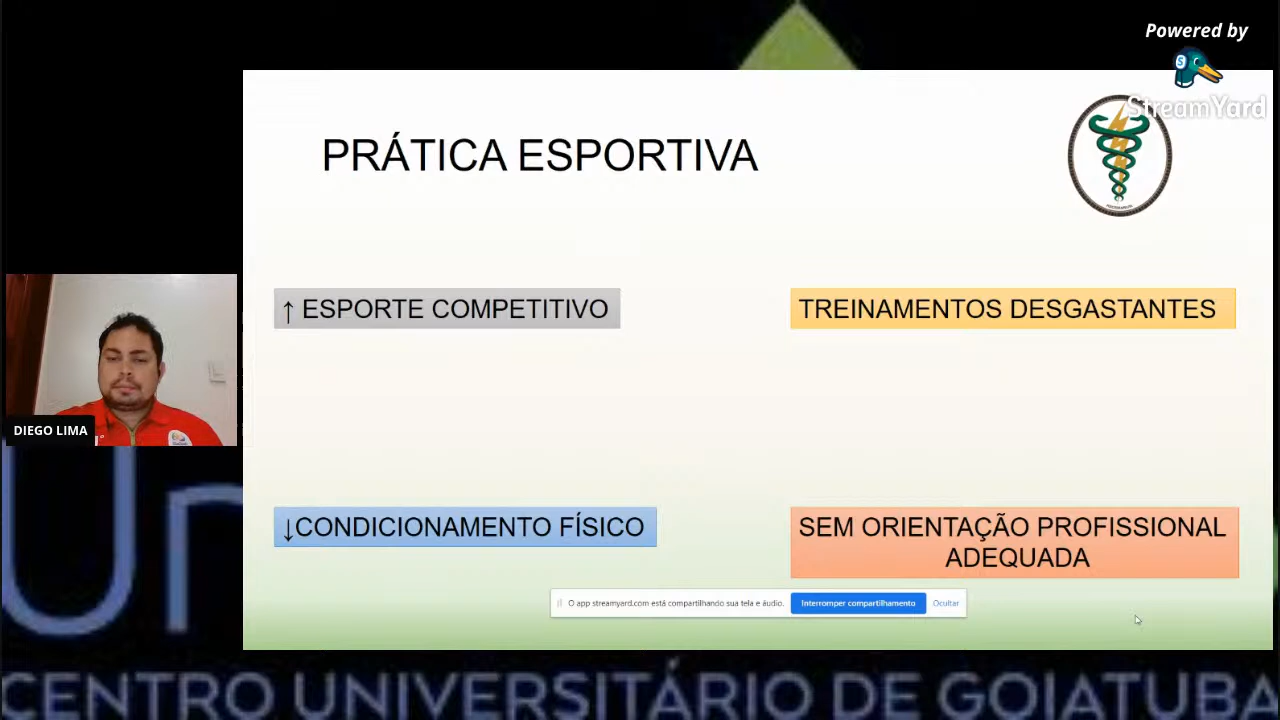 Powered by
StreamYard
PRÁTICA ESPORTIVA
↑ ESPORTE COMPETITIVO
TREINAMENTOS DESGASTANTES
DIEGO LIMA
↓CONDICIONAMENTO FÍSICO
SEM ORIENTAÇÃO PROFISSIONAL
ADEQUADA
O app streamyard.com está compartilhando sua tela e áudio.
Interromper compartilhamento
Ocultar
CENTRO UNIVERSITÁRIO DE GOIATUBA